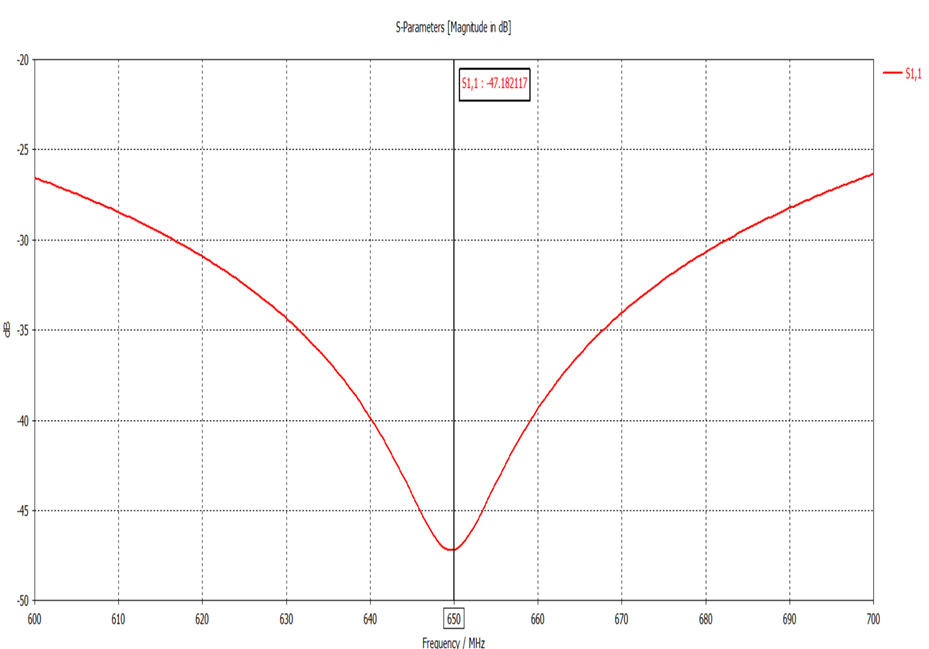 S-Parameters [Magnitude in dB]
-20
S1,1 : -47.182117
S1,1
-25
-30
dB
-35
-40
-45
-50
600 610 620 630 640 650 660 670 680 690 700
Frequency / MHz